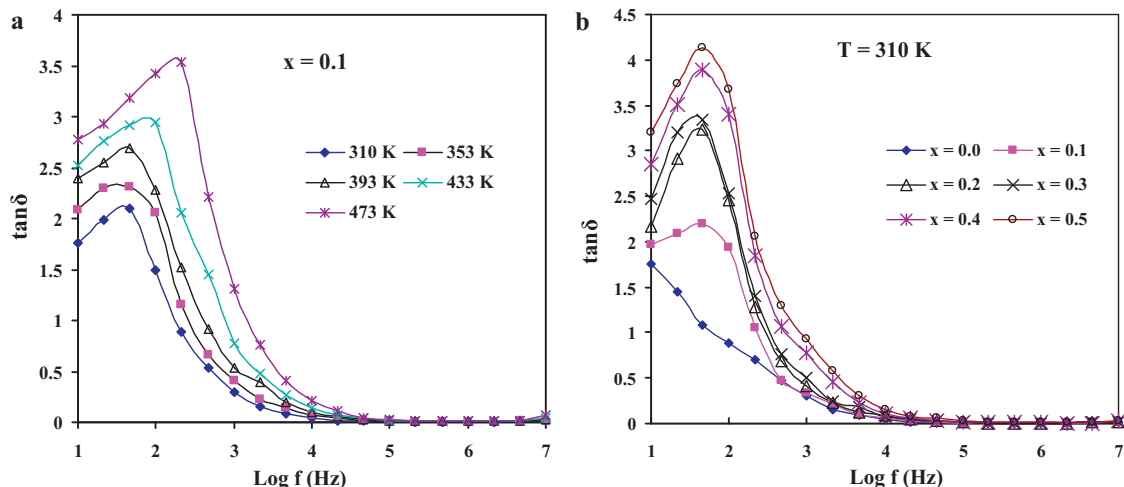 a
x = 0.1
4
3.5
3
2.5
2
1.5
1
0.5
0
tanδ
310 K 353 K
393 K 433 K
473 K
1 2 3 4 5 6 7
Log f (Hz)
b
T = 310 K
4.5
4
3.5
3
2.5
2
1.5
1
0.5
0
tanδ
x = 0.0 x = 0.1
x = 0.2 x = 0.3
x = 0.4 x = 0.5
1 2 3 4 5 6 7
Log f (Hz)